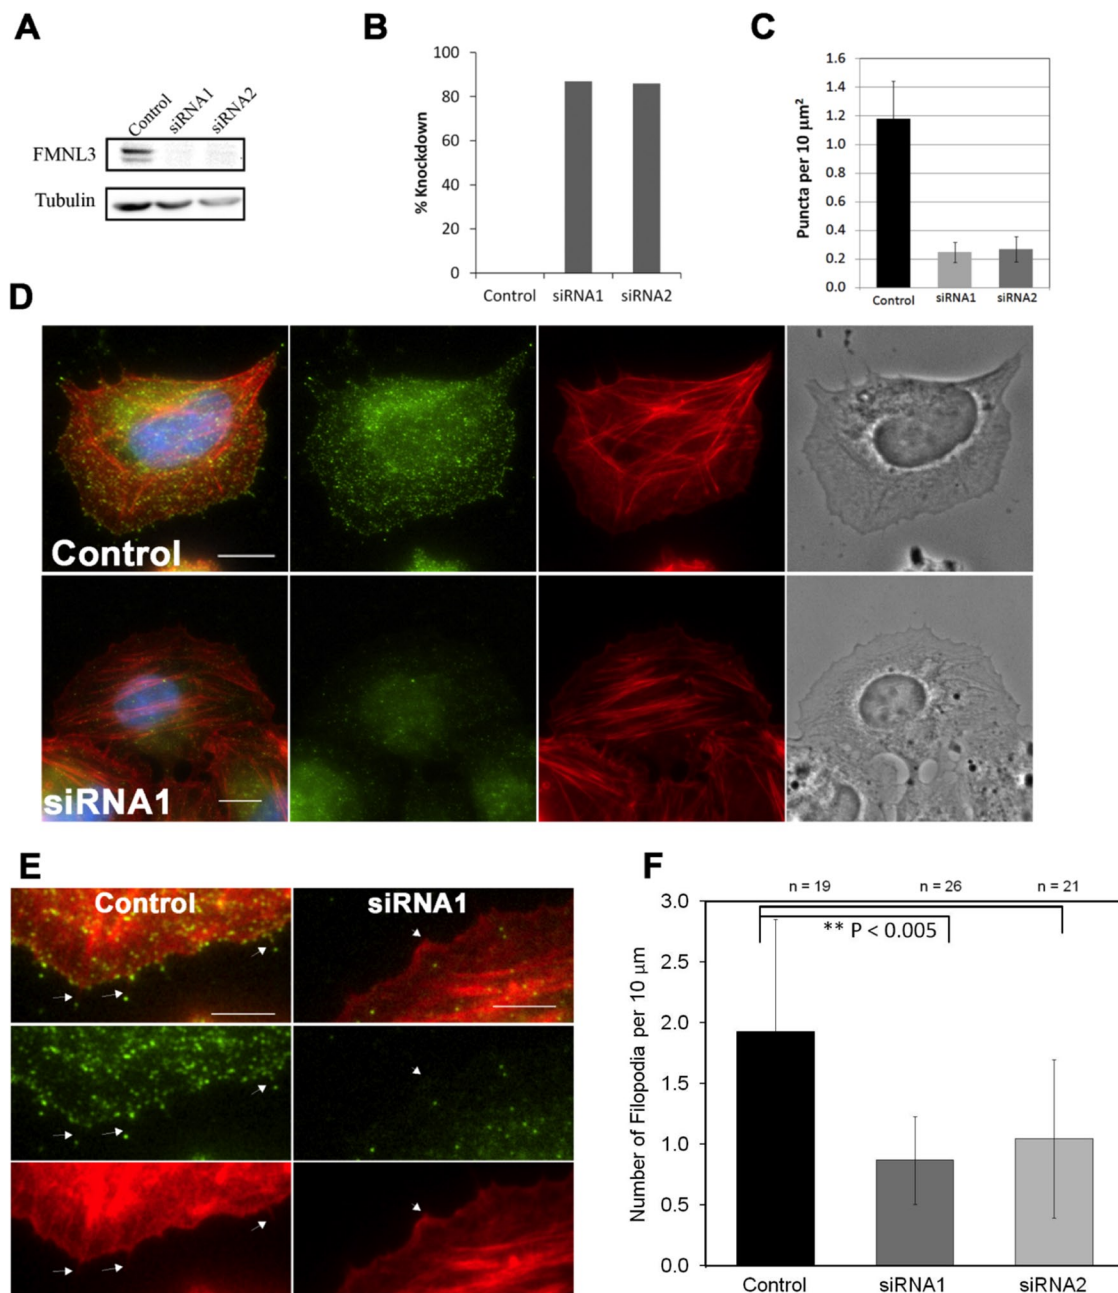 A
Control
siRNA1
siRNA2
FMNL3
Tubulin
B
% Knockdown
100
80
60
40
20
0
Control
siRNA1
siRNA2
C
Puncta per 10 µm²
1.6
1.4
1.2
1.0
0.8
0.6
0.4
0.2
0.0
Control
siRNA1
siRNA2
D
Control
siRNA1
E
Control
siRNA1
F
n = 19
n = 26
n = 21
** P < 0.005
Number of Filopodia per 10 µm
3.0
2.5
2.0
1.5
1.0
0.5
0.0
Control
siRNA1
siRNA2